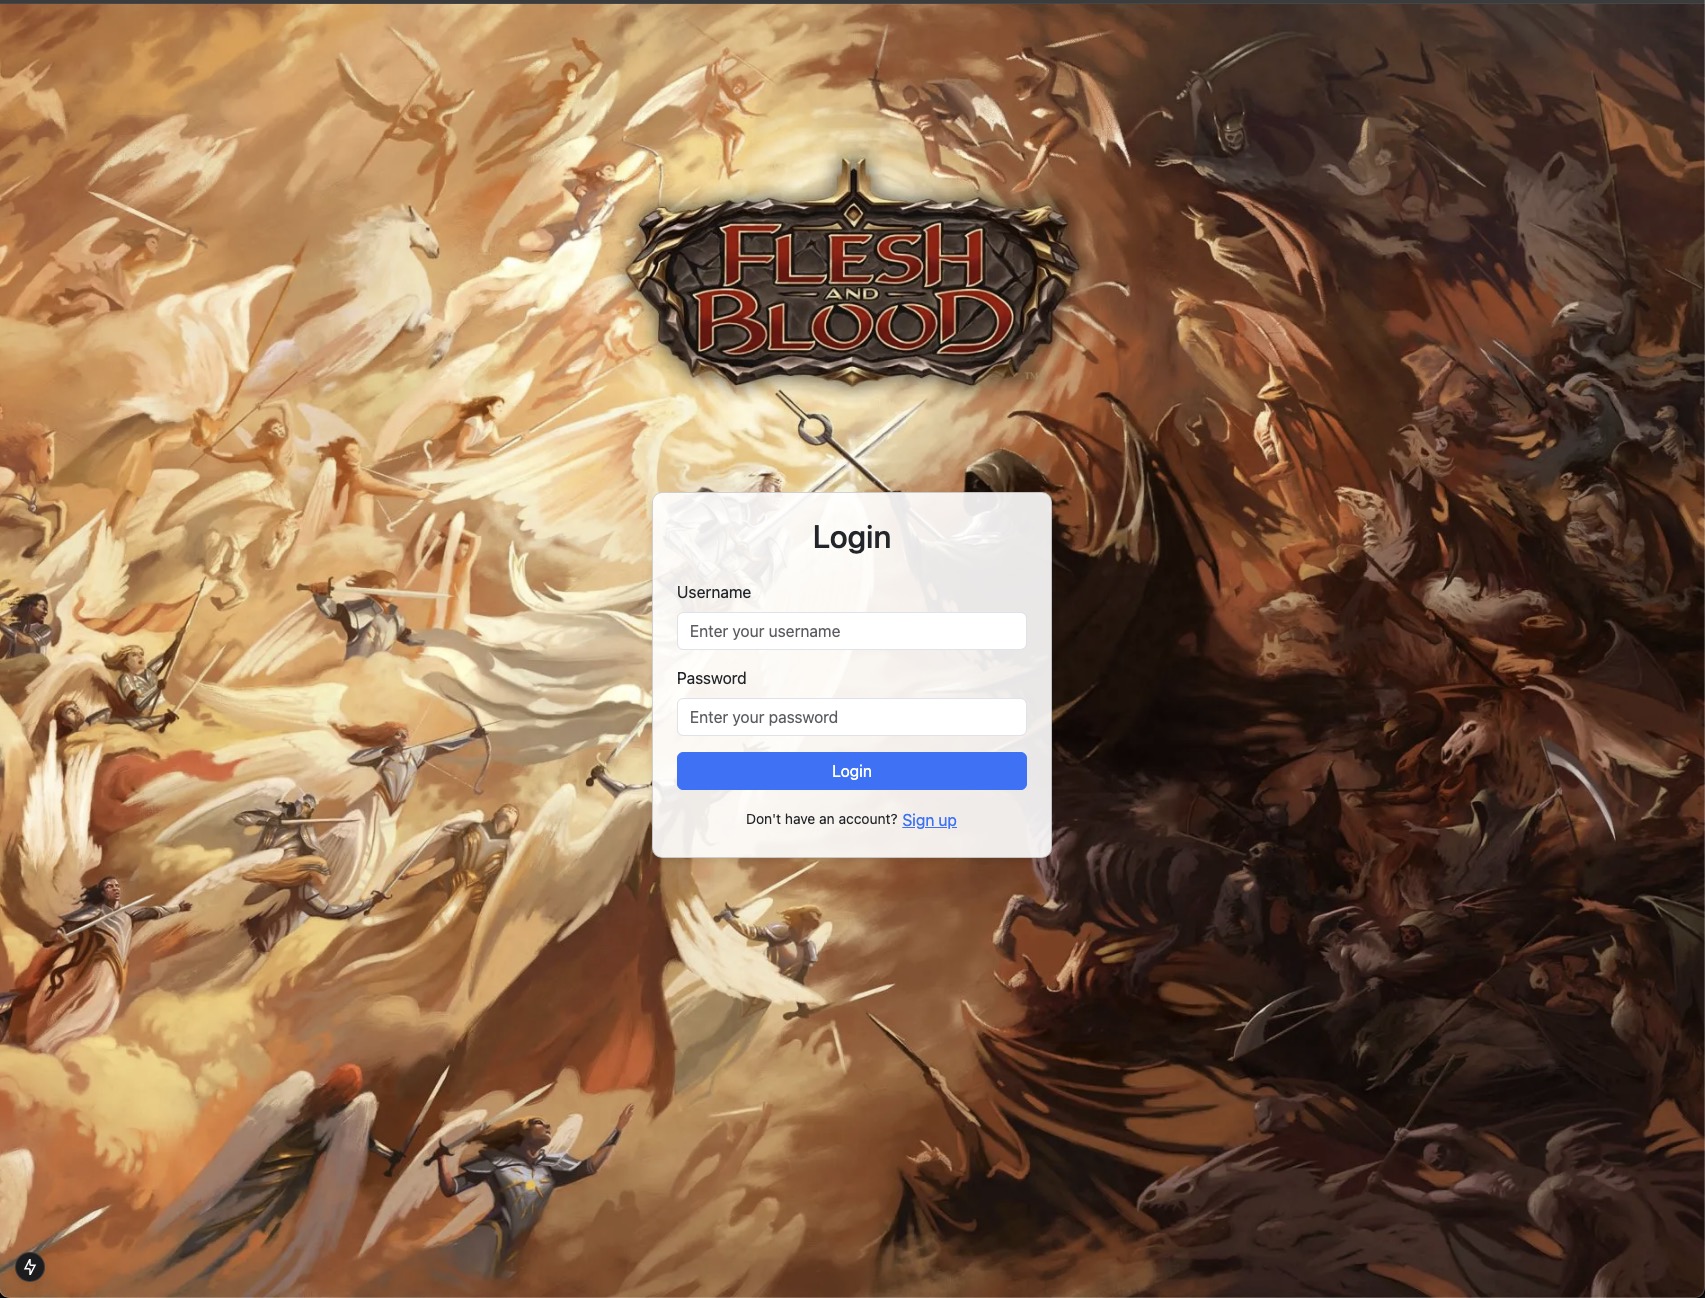 FLESH
AND
BLOOD
TM
Login
Username
Enter your username
Password
Enter your password
Login
Don't have an account? Sign up